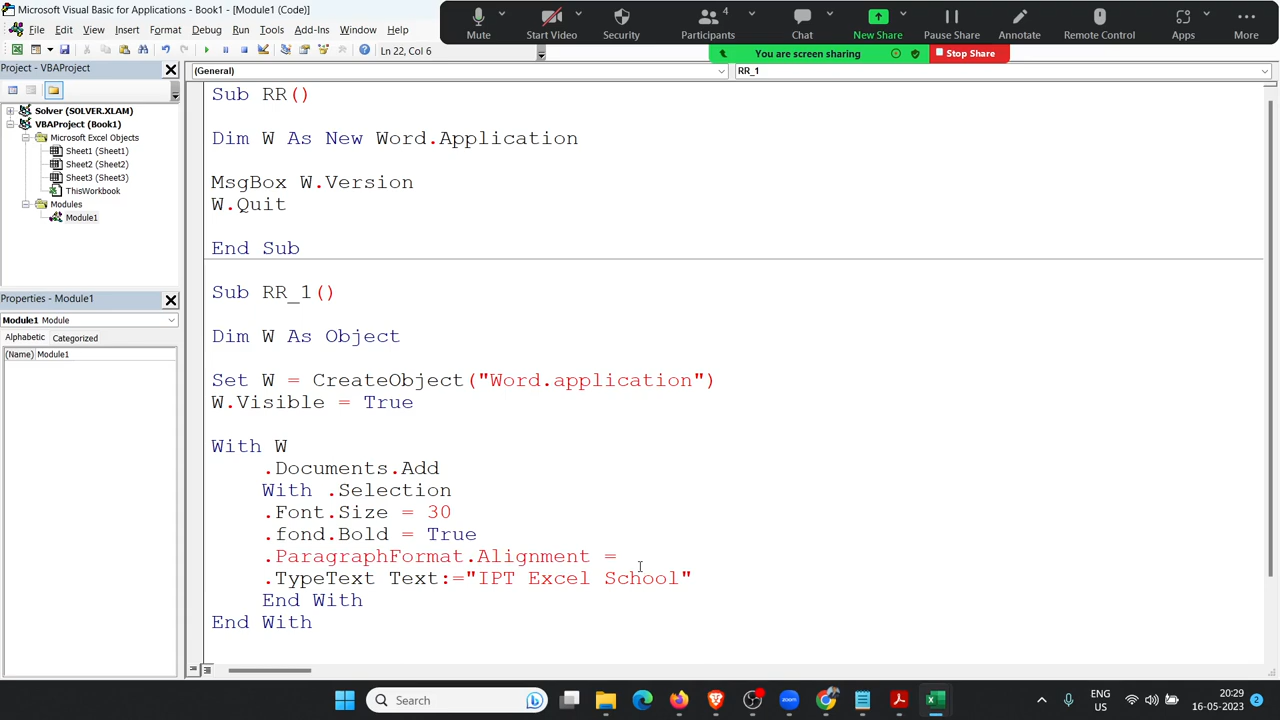 Microsoft Visual Basic for Applications - Book1 - [Module1 (Code)]
File Edit View Insert Format Debug Run Tools Add-Ins Window Help
Ln 22, Col 6
Mute
Start Video
Security
4
Participants
Chat
New Share
Pause Share
Annotate
Remote Control
Apps
More
You are screen sharing
Stop Share
Project - VBAProject
Solver (SOLVER.XLAM)
VBAProject (Book1)
Microsoft Excel Objects
Sheet1 (Sheet1)
Sheet2 (Sheet2)
Sheet3 (Sheet3)
ThisWorkbook
Modules
Module1
Properties - Module1
Module1 Module
Alphabetic Categorized
(Name) Module1
(General)
RR_1
Sub RR()
Dim W As New Word.Application
MsgBox W.Version
W.Quit
End Sub
Sub RR_1()
Dim W As Object
Set W = CreateObject("Word.application")
W.Visible = True
With W
.Documents.Add
With .Selection
.Font.Size = 30
.fond.Bold = True
.ParagraphFormat.Alignment =
.TypeText Text:="IPT Excel School"
End With
End With
Search
ENG
US
20:29
16-05-2023
2